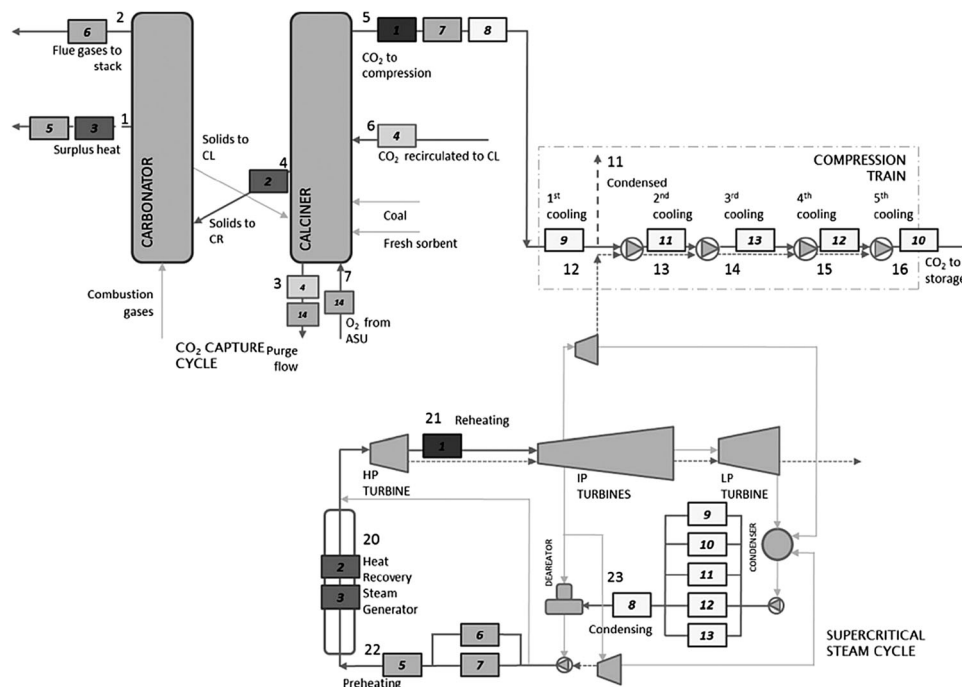 2
6
Flue gases to
stack
1
5
3
Surplus heat
CARBONATOR
Solids to
CL
4
2
Solids to
CR
Combustion
gases
CO2 CAPTURE
CYCLE
CALCINER
5
1
7
8
CO2 to
compression
6
4
CO2 recirculated to CL
Coal
Fresh sorbent
3
4
14
Purge
flow
7
14
O2 from
ASU
11
Condensed
COMPRESSION
TRAIN
1st
cooling
2nd
cooling
3rd
cooling
4th
cooling
5th
cooling
9
11
13
12
10
12
13
14
15
16
CO2 to
storage
21
Reheating
1
HP
TURBINE
IP
TURBINES
LP
TURBINE
20
2
Heat
Recovery
3
Steam
Generator
22
5
6
7
Preheating
DEAREATOR
23
8
Condensing
9
10
11
12
13
CONDENSER
SUPERCRITICAL
STEAM CYCLE